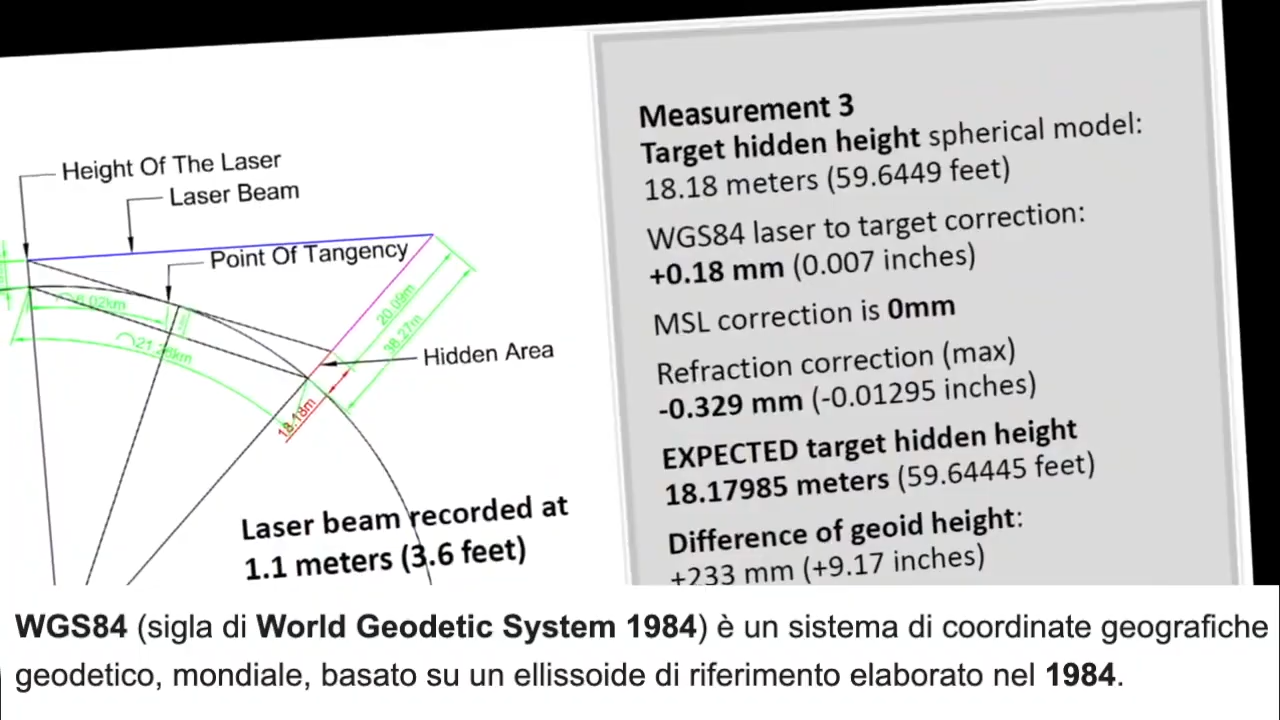 Height Of The Laser
Laser Beam
Point Of Tangency
6.02km
20.09m
38.27m
Hidden Area
18.18m
Laser beam recorded at
1.1 meters (3.6 feet)
Measurement 3
Target hidden height spherical model:
18.18 meters (59.6449 feet)
WGS84 laser to target correction:
+0.18 mm (0.007 inches)
MSL correction is 0mm
Refraction correction (max)
-0.329 mm (-0.01295 inches)
EXPECTED target hidden height
18.17985 meters (59.64445 feet)
Difference of geoid height:
+233 mm (+9.17 inches)
WGS84 (sigla di World Geodetic System 1984) è un sistema di coordinate geografiche
geodetico, mondiale, basato su un ellissoide di riferimento elaborato nel 1984.